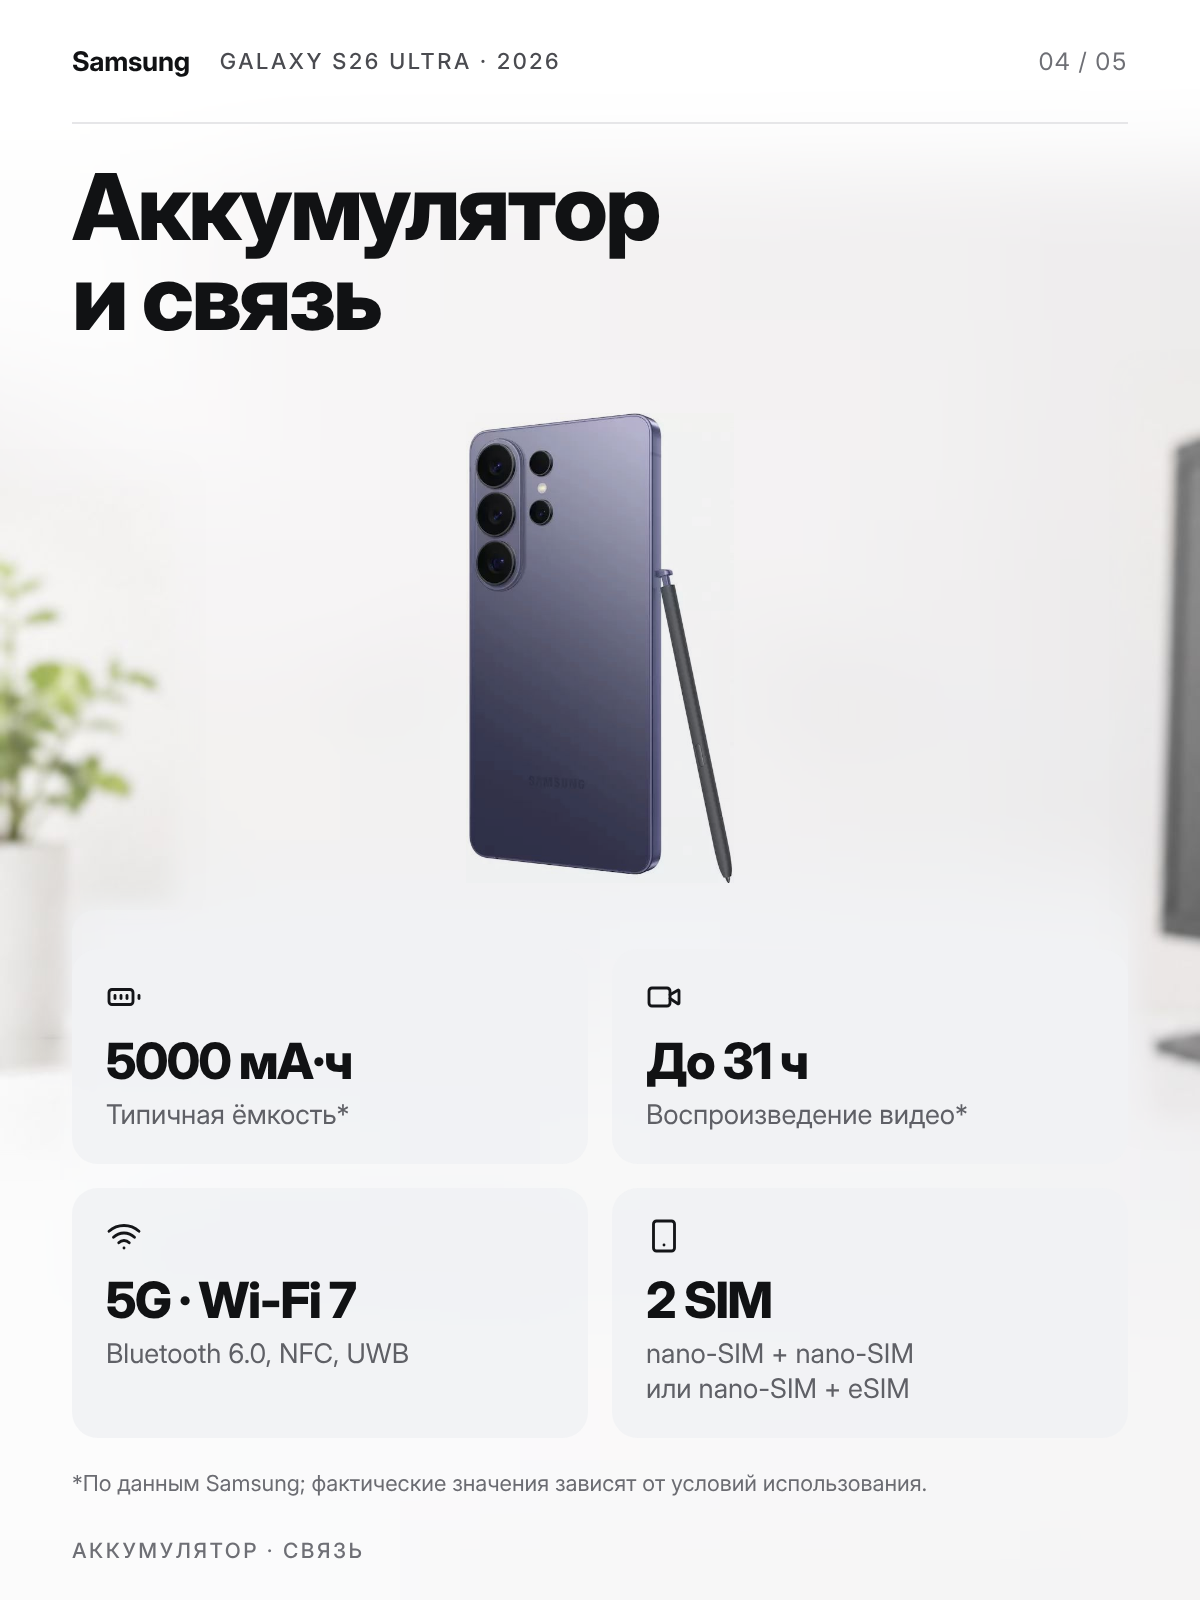 Samsung GALAXY S26 ULTRA · 2026 04 / 05
Аккумулятор
и связь
SAMSUNG
5000 мА·ч
Типичная ёмкость*
До 31 ч
Воспроизведение видео*
5G · Wi-Fi 7
Bluetooth 6.0, NFC, UWB
2 SIM
nano-SIM + nano-SIM
или nano-SIM + eSIM
*По данным Samsung; фактические значения зависят от условий использования.
АККУМУЛЯТОР · СВЯЗЬ